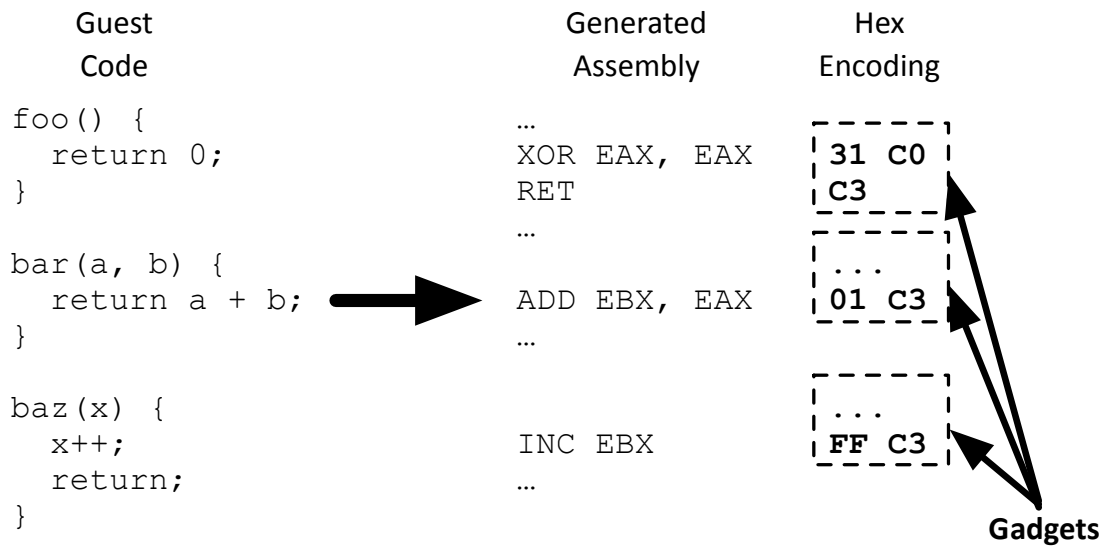 Guest Code Generated Assembly Hex Encoding
foo() { …
return 0; XOR EAX, EAX 31 C0
} RET C3
…
bar(a, b) { ...
return a + b; ADD EBX, EAX 01 C3
} …
baz(x) { ...
x++; INC EBX FF C3
return; …
}
Gadgets